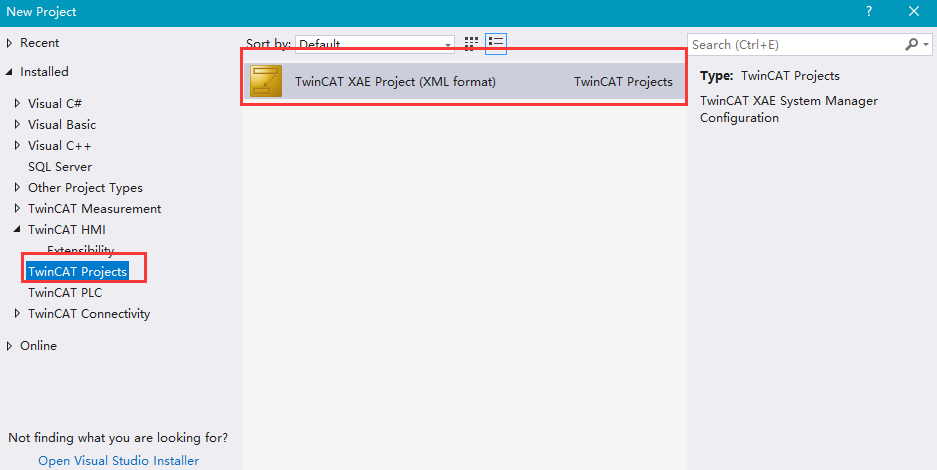 New Project
?
Recent
Installed
Visual C#
Visual Basic
Visual C++
SQL Server
Other Project Types
TwinCAT Measurement
TwinCAT HMI
Extensibility
TwinCAT Projects
TwinCAT PLC
TwinCAT Connectivity
Online
Not finding what you are looking for?
Open Visual Studio Installer
Sort by: Default
TwinCAT XAE Project (XML format) TwinCAT Projects
Search (Ctrl+E)
Type: TwinCAT Projects
TwinCAT XAE System Manager
Configuration